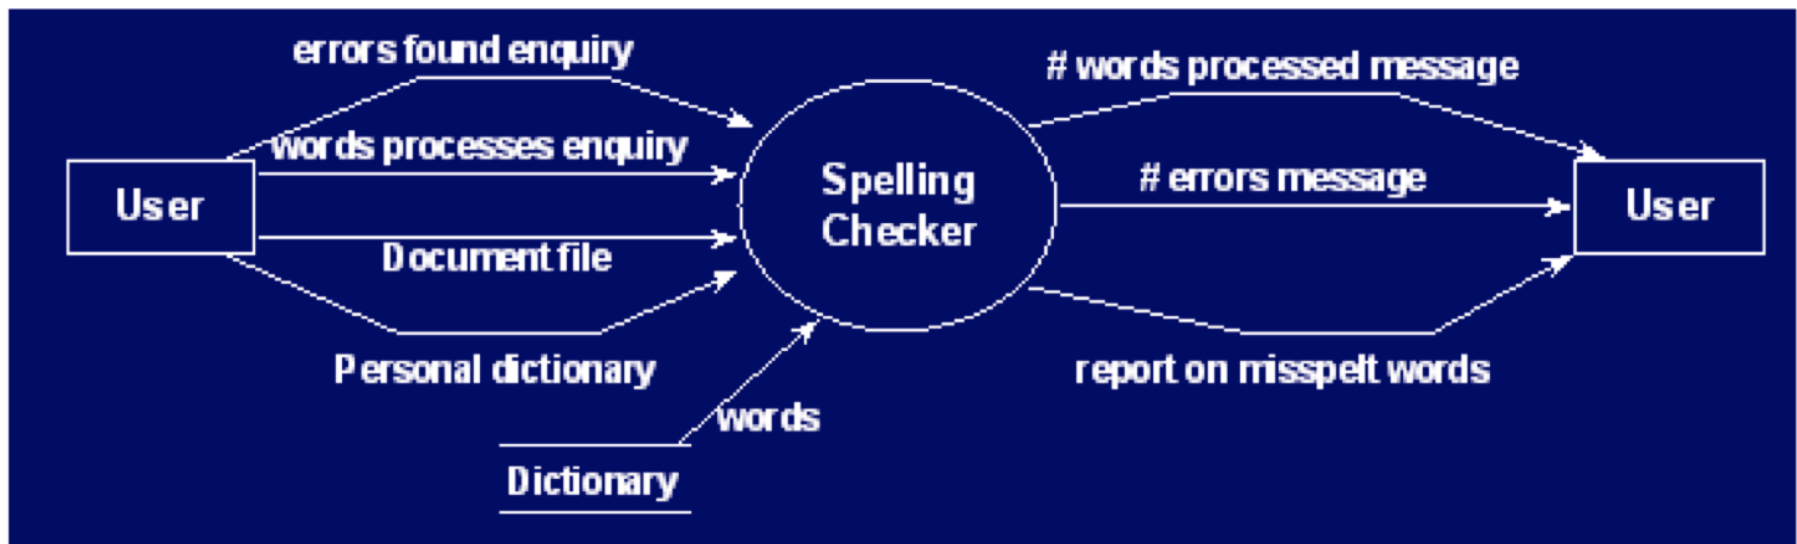 errors found enquiry
# words processed message
words processes enquiry
# errors message
User
Spelling
Checker
User
Document file
Personal dictionary
report on misspelt words
words
Dictionary